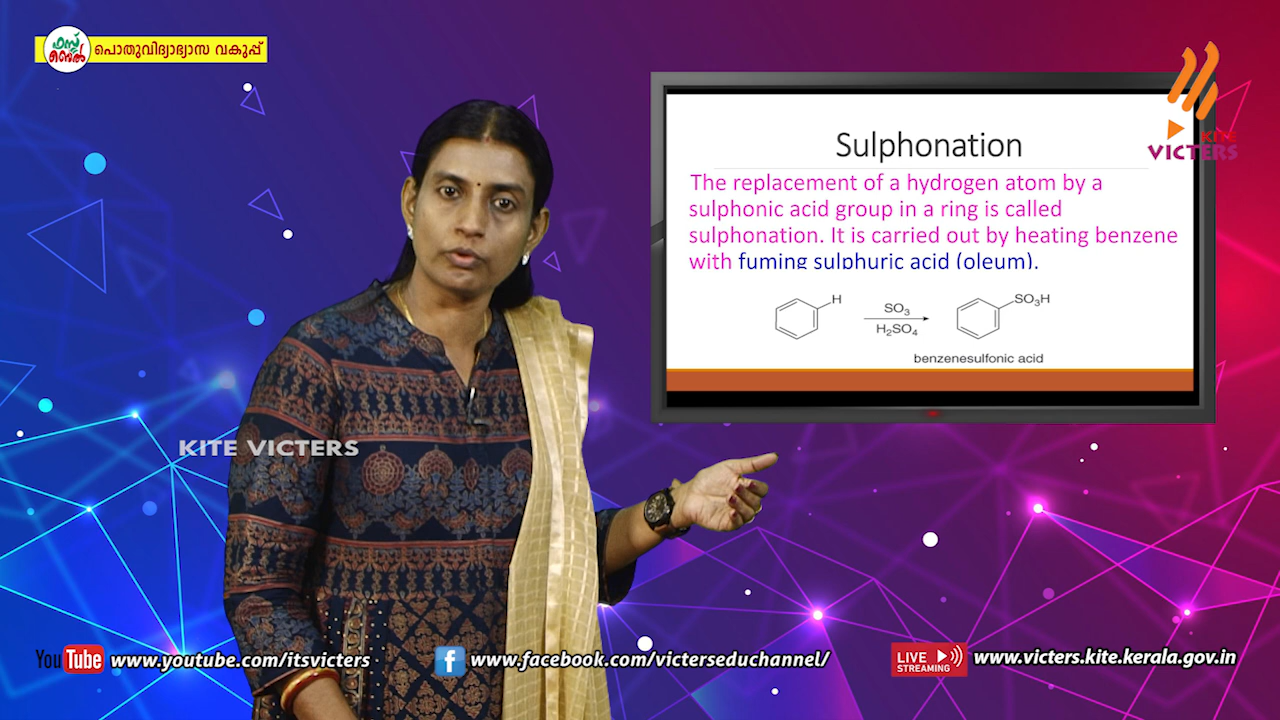 ഫസ്റ്റ്
ബെൽ
പൊതുവിദ്യാഭ്യാസ വകുപ്പ്
KITE
VICTERS
Sulphonation
The replacement of a hydrogen atom by a
sulphonic acid group in a ring is called
sulphonation. It is carried out by heating benzene
with fuming sulphuric acid (oleum).
H
SO₃
H₂SO₄
SO₃H
benzenesulfonic acid
KITE VICTERS
YouTube www.youtube.com/itsvicters
f www.facebook.com/victerseduchannel/
LIVE
STREAMING
www.victers.kite.kerala.gov.in